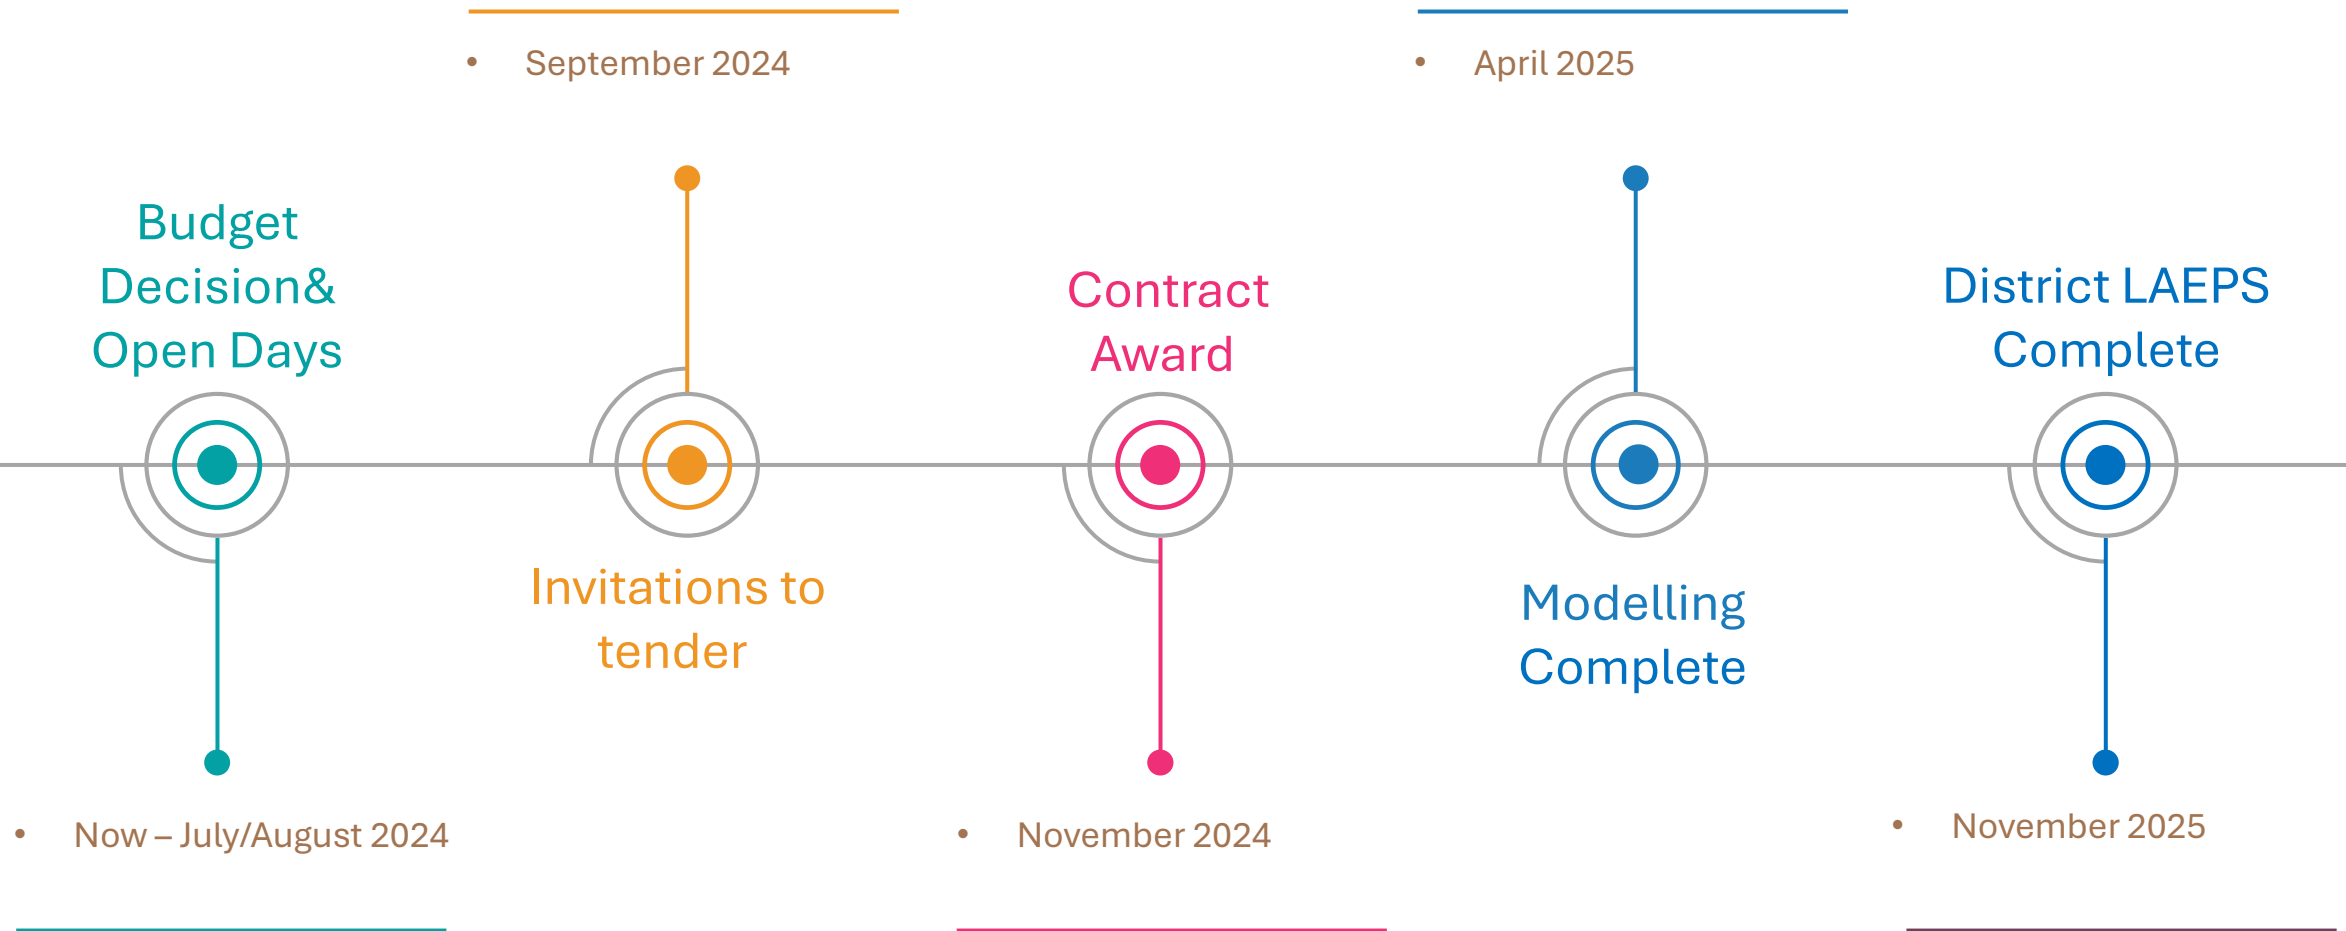 • September 2024
• April 2025
Budget
Decision&
Open Days
Contract
Award
District LAEPS
Complete
Invitations to
tender
Modelling
Complete
• Now – July/August 2024
• November 2024
• November 2025